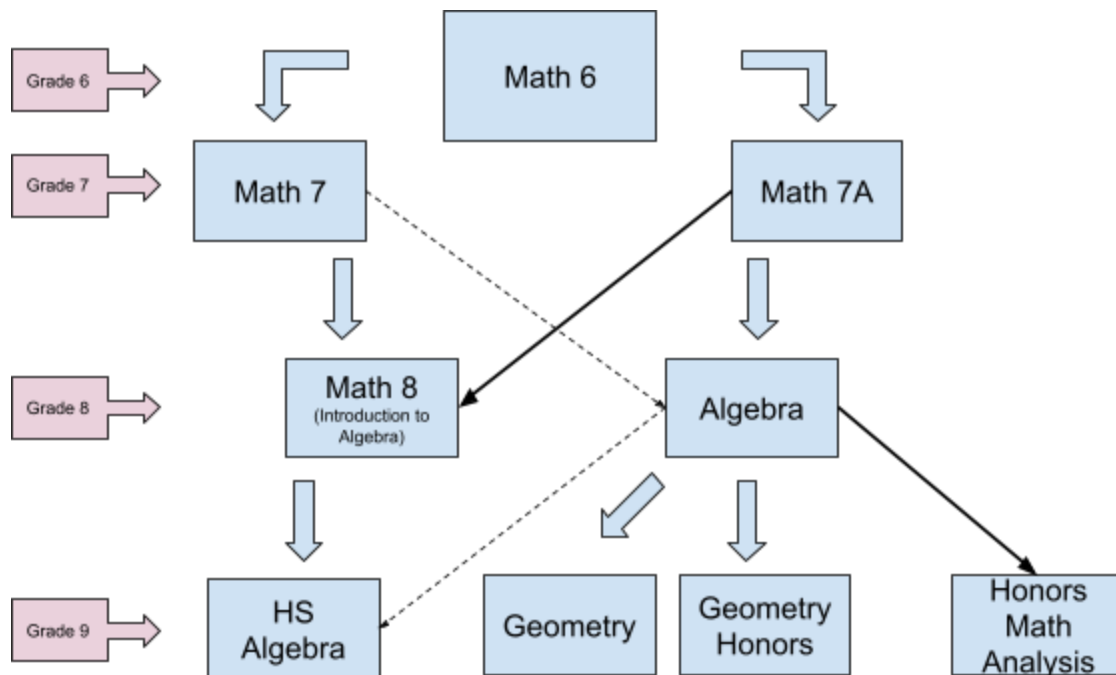 Grade 6
Math 6
Grade 7
Math 7
Math 7A
Grade 8
Math 8
(Introduction to
Algebra)
Algebra
Grade 9
HS
Algebra
Geometry
Geometry
Honors
Honors
Math
Analysis